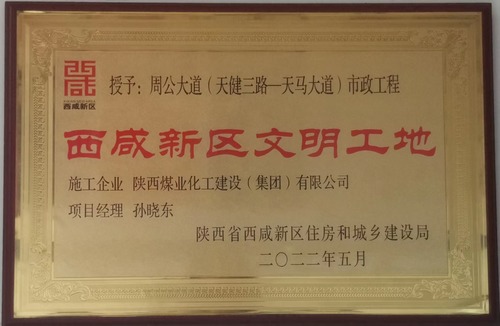 西咸新区
授予：周公大道（天健三路—天马大道）市政工程
西咸新区文明工地
施工企业 陕西煤业化工建设（集团）有限公司
项目经理 孙晓东
陕西省西咸新区住房和城乡建设局
二〇二二年五月